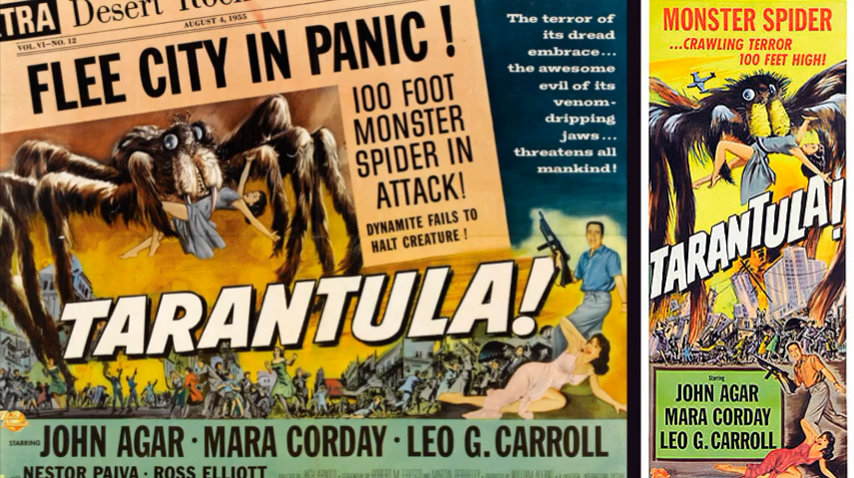 TRA
Desert
AUGUST 4, 1955
VOL. VI—NO. 12
FLEE CITY IN PANIC !
100 FOOT
MONSTER
SPIDER IN
ATTACK!
DYNAMITE FAILS TO
HALT CREATURE !
The terror of
its dread
embrace...
the awesome
evil of its
venom-
dripping
jaws...
threatens all
mankind!
TARANTULA!
STARRING JOHN AGAR · MARA CORDAY · LEO G. CARROLL
NESTOR PAIVA · ROSS ELLIOTT
MONSTER SPIDER
...CRAWLING TERROR
100 FEET HIGH!
TARANTULA!
Starring
JOHN AGAR
MARA CORDAY
LEO G. CARROLL